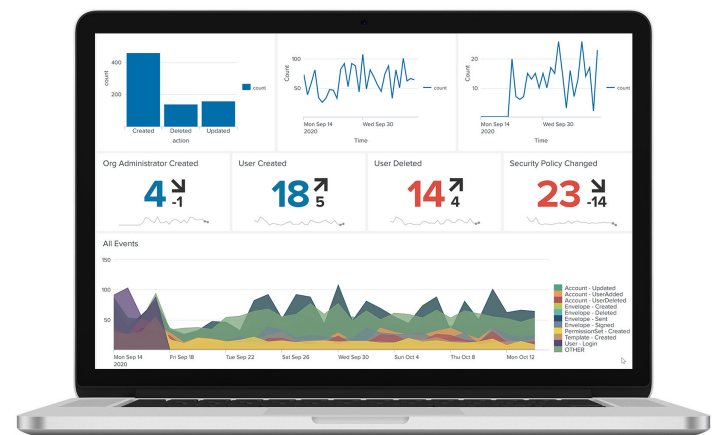 400
200
count
Created
Deleted
Updated
action
count
100
50
Count
Mon Sep 14
2020
Wed Sep 30
Time
count
20
10
Count
Mon Sep 14
2020
Wed Sep 30
Time
count
Org Administrator Created
4
-1
User Created
18
5
User Deleted
14
4
Security Policy Changed
23
-14
All Events
150
100
50
Mon Sep 14
2020
Fri Sep 18
Tue Sep 22
Sat Sep 26
Wed Sep 30
Sun Oct 4
Thu Oct 8
Mon Oct 12
Account - Updated
Account - UserAdded
Account - UserDeleted
Envelope - Created
Envelope - Deleted
Envelope - Sent
Envelope - Signed
PermissionSet - Created
Template - Created
User - Login
OTHER